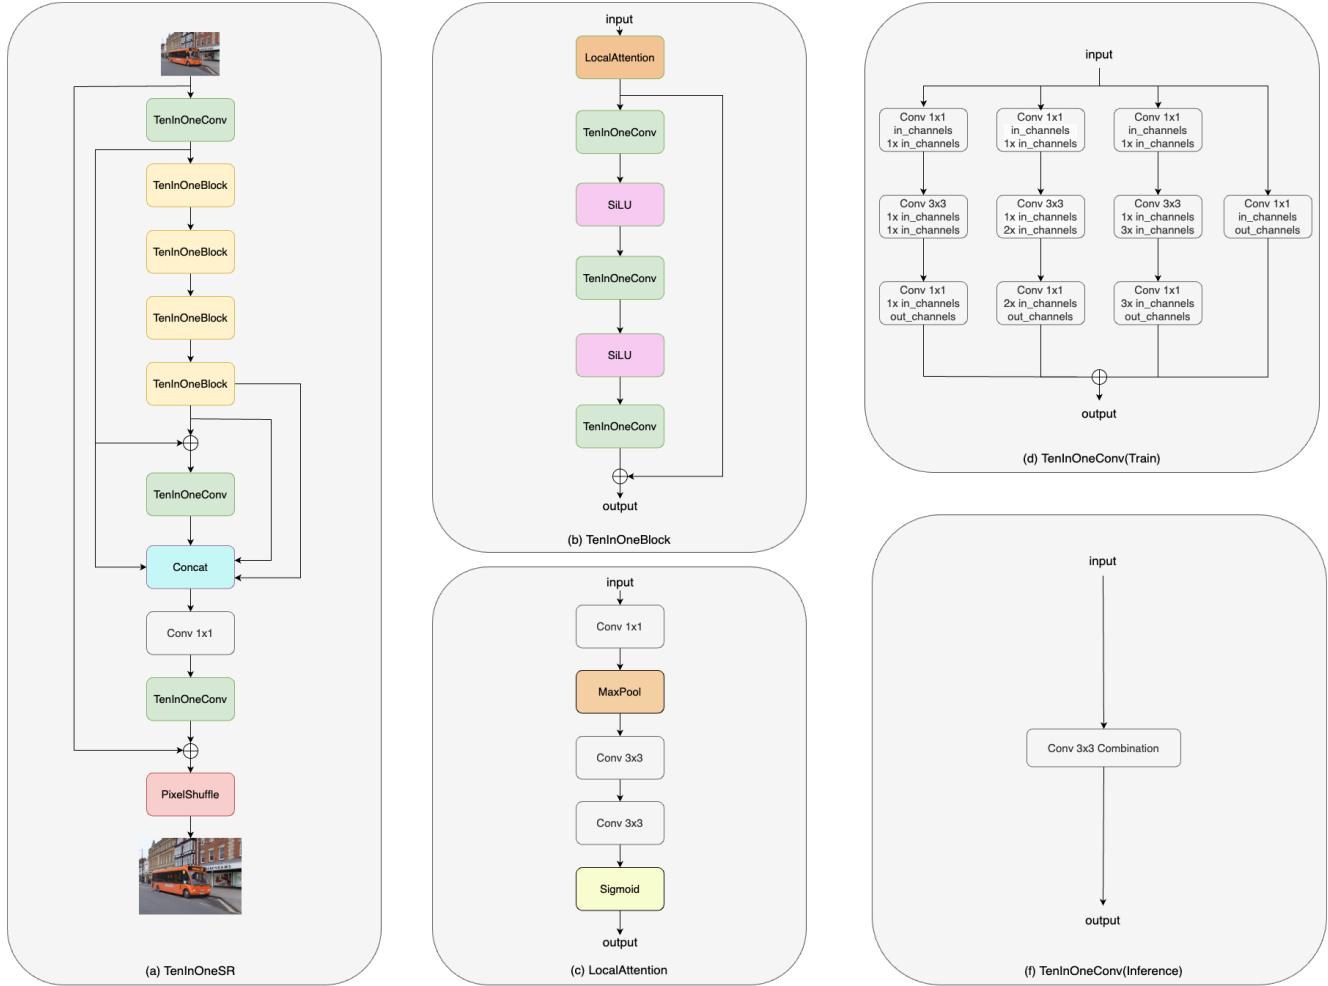 TenInOneConv
TenInOneBlock
TenInOneBlock
TenInOneBlock
TenInOneBlock
TenInOneConv
Concat
Conv 1x1
TenInOneConv
PixelShuffle
(a) TenInOneSR
input
LocalAttention
TenInOneConv
SiLU
TenInOneConv
SiLU
TenInOneConv
output
(b) TenInOneBlock
input
Conv 1x1
MaxPool
Conv 3x3
Conv 3x3
Sigmoid
output
(c) LocalAttention
input
Conv 1x1
in_channels
1x in_channels
Conv 1x1
in_channels
1x in_channels
Conv 1x1
in_channels
1x in_channels
Conv 3x3
1x in_channels
1x in_channels
Conv 3x3
1x in_channels
2x in_channels
Conv 3x3
1x in_channels
3x in_channels
Conv 1x1
in_channels
out_channels
Conv 1x1
1x in_channels
out_channels
Conv 1x1
2x in_channels
out_channels
Conv 1x1
3x in_channels
out_channels
output
(d) TenInOneConv(Train)
input
Conv 3x3 Combination
output
(f) TenInOneConv(Inference)